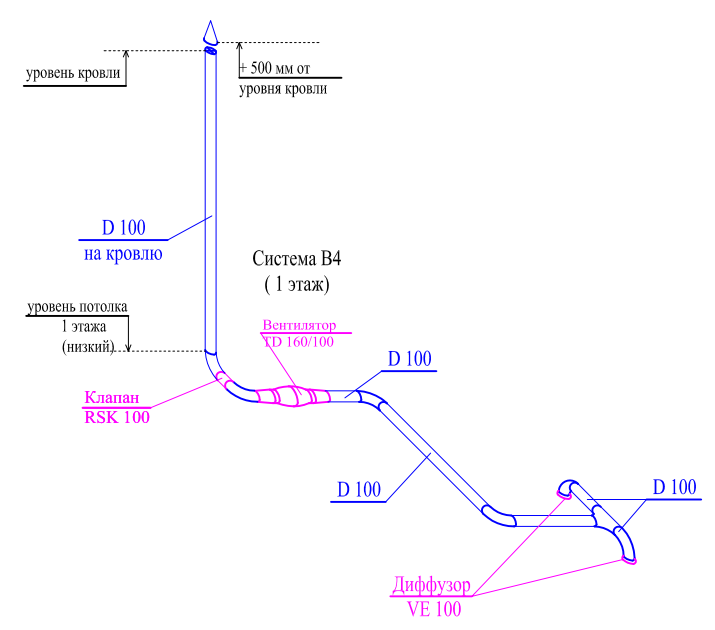 уровень кровли
+ 500 мм от
уровня кровли
D 100
на кровлю
Система В4
( 1 этаж)
уровень потолка
1 этажа
(низкий)
Вентилятор
TD 160/100
D 100
Клапан
RSK 100
D 100
D 100
Диффузор
VE 100